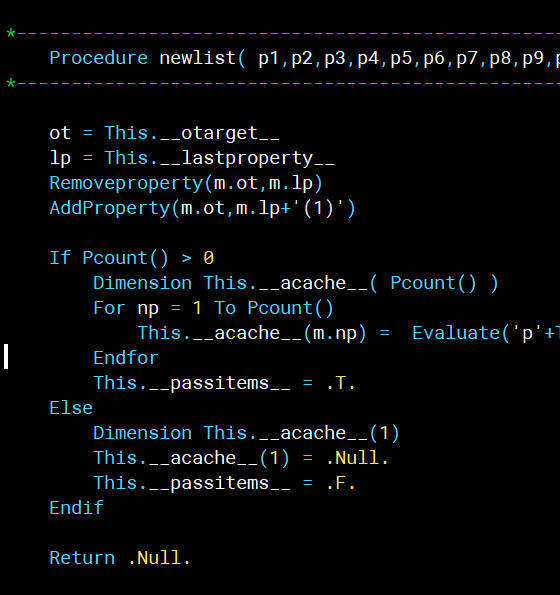 *--------------------------------------------------
Procedure newlist( p1,p2,p3,p4,p5,p6,p7,p8,p9,
*--------------------------------------------------
ot = This.__otarget__
lp = This.__lastproperty__
Removeproperty(m.ot,m.lp)
AddProperty(m.ot,m.lp+'(1)')
If Pcount() > 0
Dimension This.__acache__( Pcount() )
For np = 1 To Pcount()
This.__acache__(m.np) =  Evaluate('p'+
Endfor
This.__passitems__ = .T.
Else
Dimension This.__acache__(1)
This.__acache__(1) = .Null.
This.__passitems__ = .F.
Endif
Return .Null.